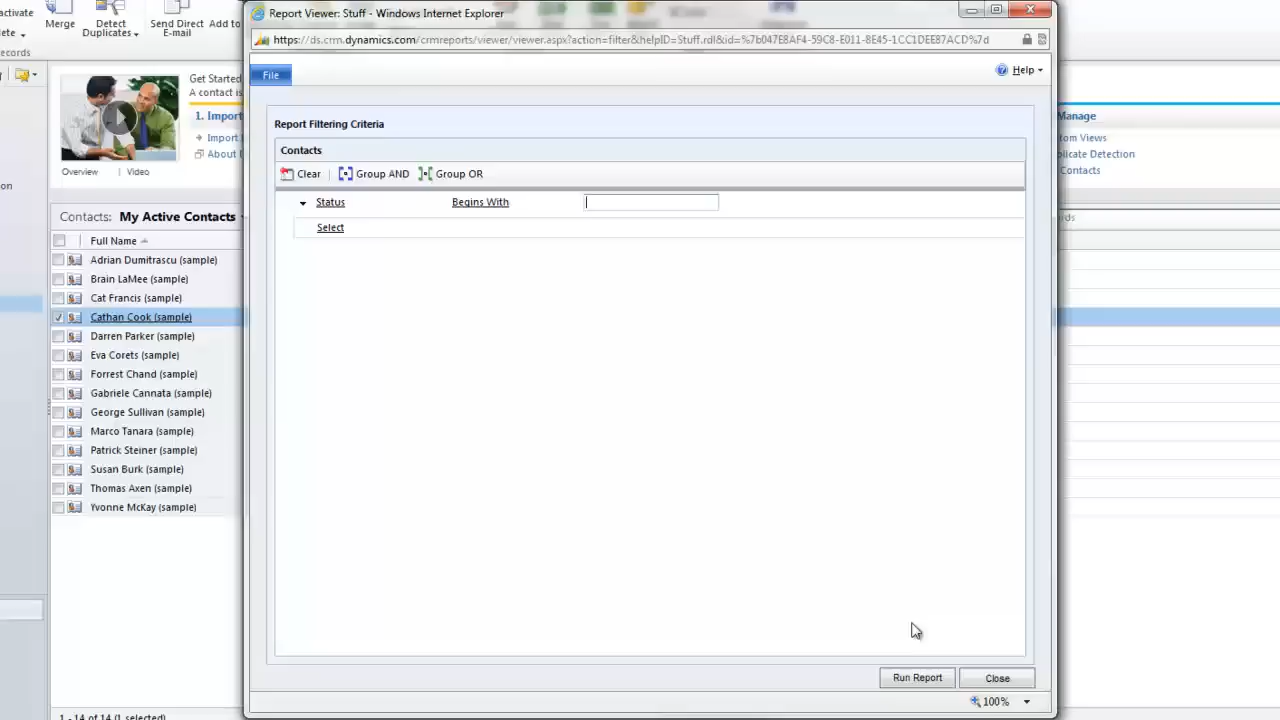 Report Viewer: Stuff - Windows Internet Explorer
https://ds.crm.dynamics.com/crmreports/viewer/viewer.aspx?action=filter&helpID=Stuff.rdl&id=%7b047E8AF4-59C8-E011-8E45-1CC1DEE87ACD%7d
File
Help
Report Filtering Criteria
Contacts
Clear
Group AND
Group OR
Status
Begins With
Select
Run Report
Close
100%
activate
Merge
Detect
Duplicates
Send Direct
E-mail
Add to
Get Started
A contact is
1. Import
Import
About
Overview
Video
Contacts: My Active Contacts
Full Name
Adrian Dumitrascu (sample)
Brain LaMee (sample)
Cat Francis (sample)
Cathan Cook (sample)
Darren Parker (sample)
Eva Corets (sample)
Forrest Chand (sample)
Gabriele Cannata (sample)
George Sullivan (sample)
Marco Tanara (sample)
Patrick Steiner (sample)
Susan Burk (sample)
Thomas Axen (sample)
Yvonne McKay (sample)
1 - 14 of 14 (1 selected)
Manage
tom Views
plicate Detection
Contacts